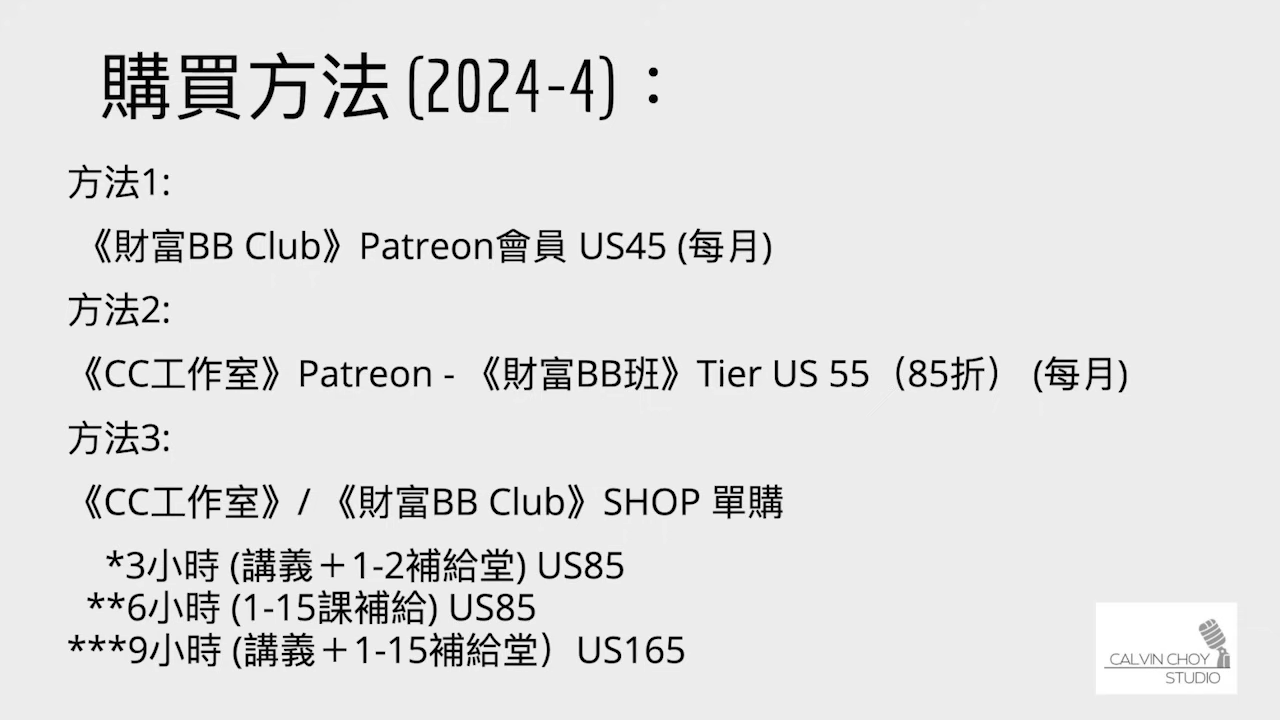 購買方法 (2024-4)：
方法1:
《財富BB Club》Patreon會員 US45 (每月)
方法2:
《CC工作室》Patreon - 《財富BB班》Tier US 55（85折） (每月)
方法3:
《CC工作室》/ 《財富BB Club》SHOP 單購
*3小時 (講義＋1-2補給堂) US85
**6小時 (1-15課補給) US85
***9小時 (講義＋1-15補給堂）US165
CALVIN CHOY
STUDIO